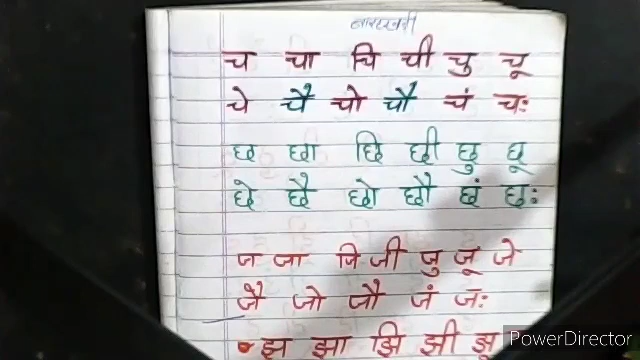 बारहखड़ी
च चा चि ची चु चू
चे चै चो चौ चं चः
छ छा छि छी छु छू
छे छै छो छौ छं छः
ज जा जि जी जु जू जे
जै जो जौ जं जः
झ झा झि झी झु
PowerDirector